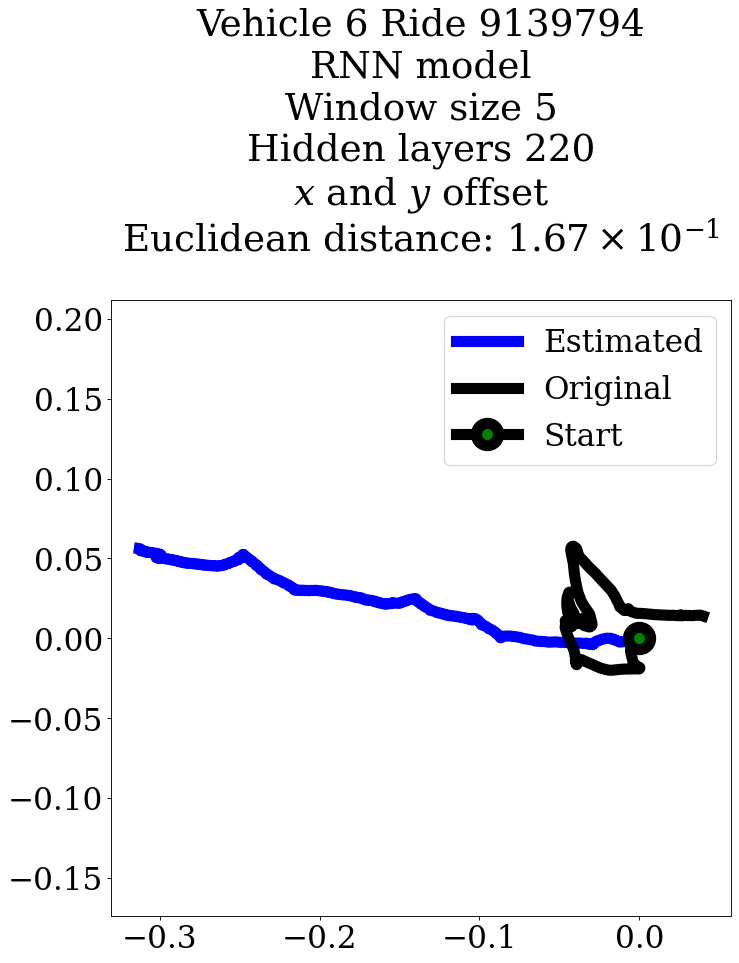 Vehicle 6 Ride 9139794
RNN model
Window size 5
Hidden layers 220
x and y offset
Euclidean distance: 1.67 × 10⁻¹
Estimated
Original
Start
0.20
0.15
0.10
0.05
0.00
−0.05
−0.10
−0.15
−0.3 −0.2 −0.1 0.0